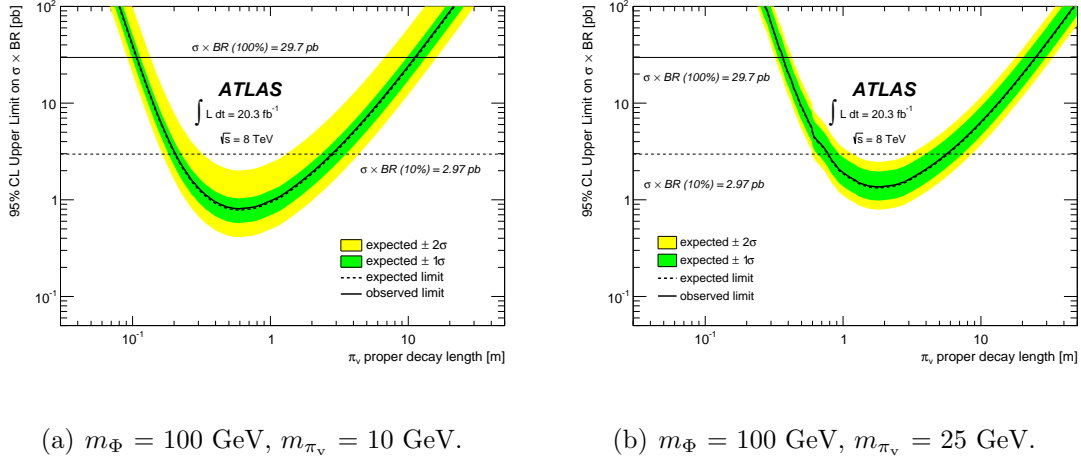 95% CL Upper Limit on σ × BR [pb]
10²
10
1
10⁻¹
σ × BR (100%) = 29.7 pb
ATLAS
∫ L dt = 20.3 fb⁻¹
√s = 8 TeV
σ × BR (10%) = 2.97 pb
expected ± 2σ
expected ± 1σ
expected limit
observed limit
10⁻¹ 1 10
πᵥ proper decay length [m]
(a) m_Φ = 100 GeV, m_πᵥ = 10 GeV.
95% CL Upper Limit on σ × BR [pb]
10²
10
1
10⁻¹
σ × BR (100%) = 29.7 pb
ATLAS
∫ L dt = 20.3 fb⁻¹
√s = 8 TeV
σ × BR (10%) = 2.97 pb
expected ± 2σ
expected ± 1σ
expected limit
observed limit
10⁻¹ 1 10
πᵥ proper decay length [m]
(b) m_Φ = 100 GeV, m_πᵥ = 25 GeV.